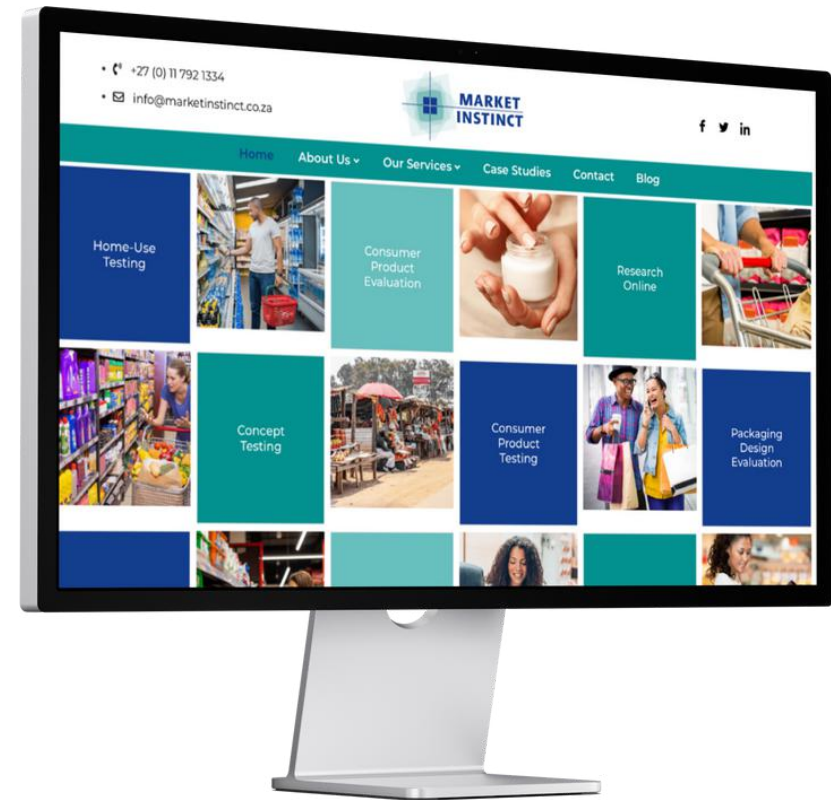 +27 (0) 11 792 1334
info@marketinstinct.co.za
MARKET
INSTINCT
Home
About Us
Our Services
Case Studies
Contact
Blog
Home-Use
Testing
Consumer
Product
Evaluation
Research
Online
Concept
Testing
Consumer
Product
Testing
Packaging
Design
Evaluation